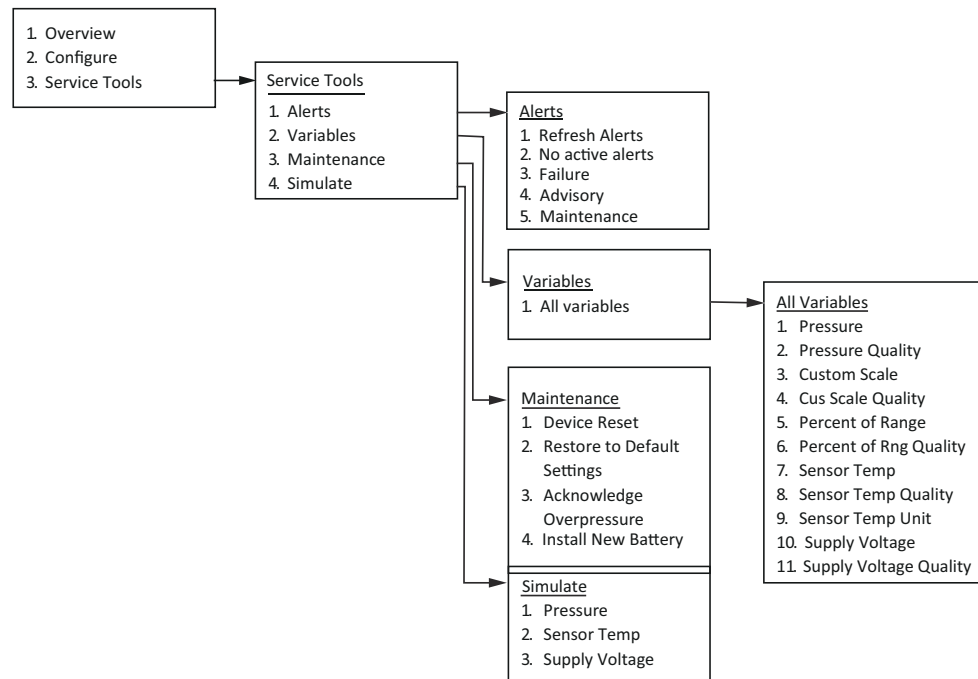 1. Overview
2. Configure
3. Service Tools
Service Tools
1. Alerts
2. Variables
3. Maintenance
4. Simulate
Alerts
1. Refresh Alerts
2. No active alerts
3. Failure
4. Advisory
5. Maintenance
Variables
1. All variables
All Variables
1. Pressure
2. Pressure Quality
3. Custom Scale
4. Cus Scale Quality
5. Percent of Range
6. Percent of Rng Quality
7. Sensor Temp
8. Sensor Temp Quality
9. Sensor Temp Unit
10. Supply Voltage
11. Supply Voltage Quality
Maintenance
1. Device Reset
2. Restore to Default
Settings
3. Acknowledge
Overpressure
4. Install New Battery
Simulate
1. Pressure
2. Sensor Temp
3. Supply Voltage